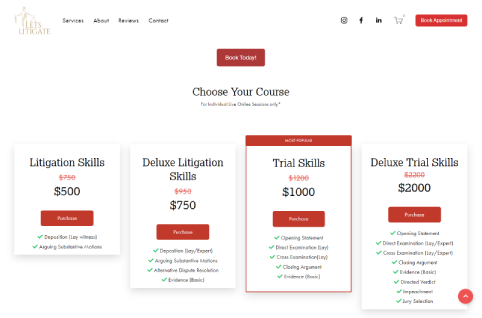 LETS
LITIGATE
Services
About
Reviews
Contact
Book Appointment
Book Today!
Choose Your Course
For Individual Live Online Sessions only.*
Litigation Skills
$750
$500
Purchase
Deposition (Lay witness)
Arguing Substantive Motions
Deluxe Litigation
Skills
$950
$750
Purchase
Deposition (Lay/Expert)
Arguing Substantive Motions
Alternative Dispute Resolution
Evidence (Basic)
MOST POPULAR
Trial Skills
$1200
$1000
Purchase
Opening Statement
Direct Examination (Lay)
Cross Examination(Lay)
Closing Argument
Evidence (Basic)
Deluxe Trial Skills
$2200
$2000
Purchase
Opening Statement
Direct Examination (Lay/Expert)
Cross Examination (Lay/Expert)
Closing Argument
Evidence (Basic)
Directed Verdict
Impeachment
Jury Selection